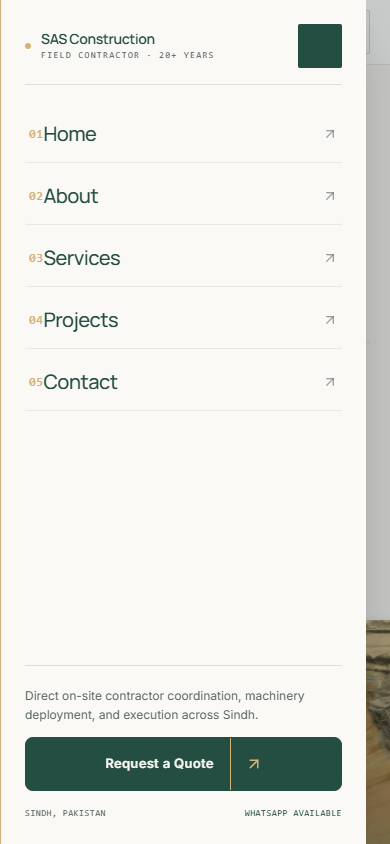 SAS Construction
FIELD CONTRACTOR · 20+ YEARS
01 Home
02 About
03 Services
04 Projects
05 Contact
Direct on-site contractor coordination, machinery
deployment, and execution across Sindh.
Request a Quote
SINDH, PAKISTAN WHATSAPP AVAILABLE